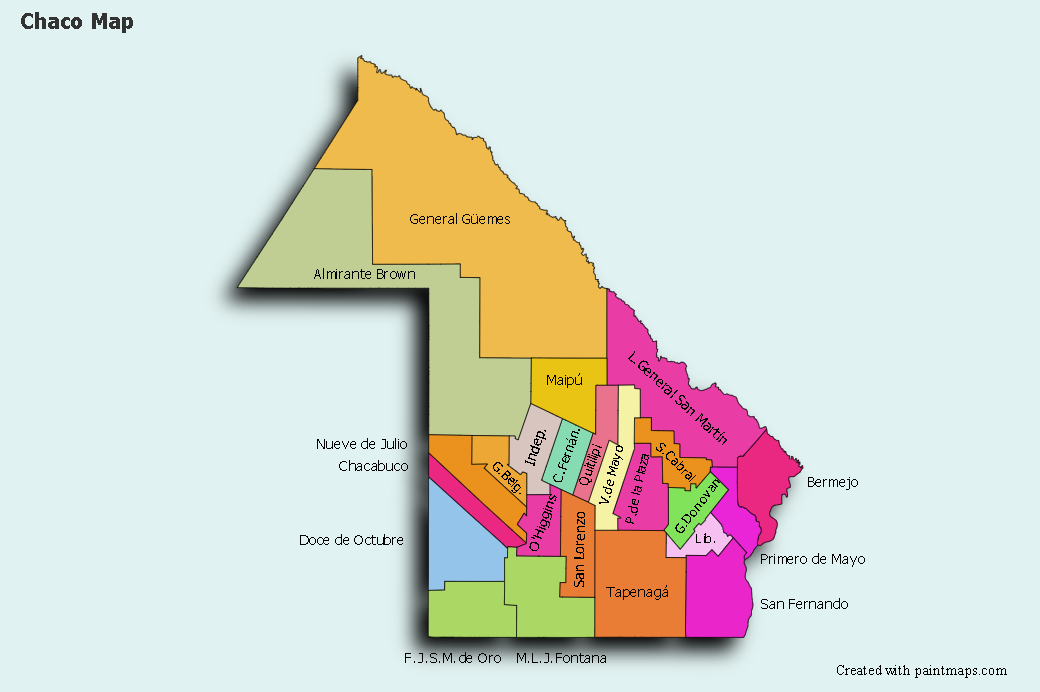 Chaco Map
General Güemes
Almirante Brown
L.General San Martín
Maipú
Indep.
C.Fernán.
Quitilipi
V.de Mayo
P.de la Plaza
S.Cabral
G.Donovan
Nueve de Julio
Chacabuco
G.Belg.
Bermejo
O'Higgins
San Lorenzo
Lib.
Doce de Octubre
Primero de Mayo
Tapenagá
San Fernando
F.J.S.M.de Oro
M.L.J.Fontana
Created with paintmaps.com